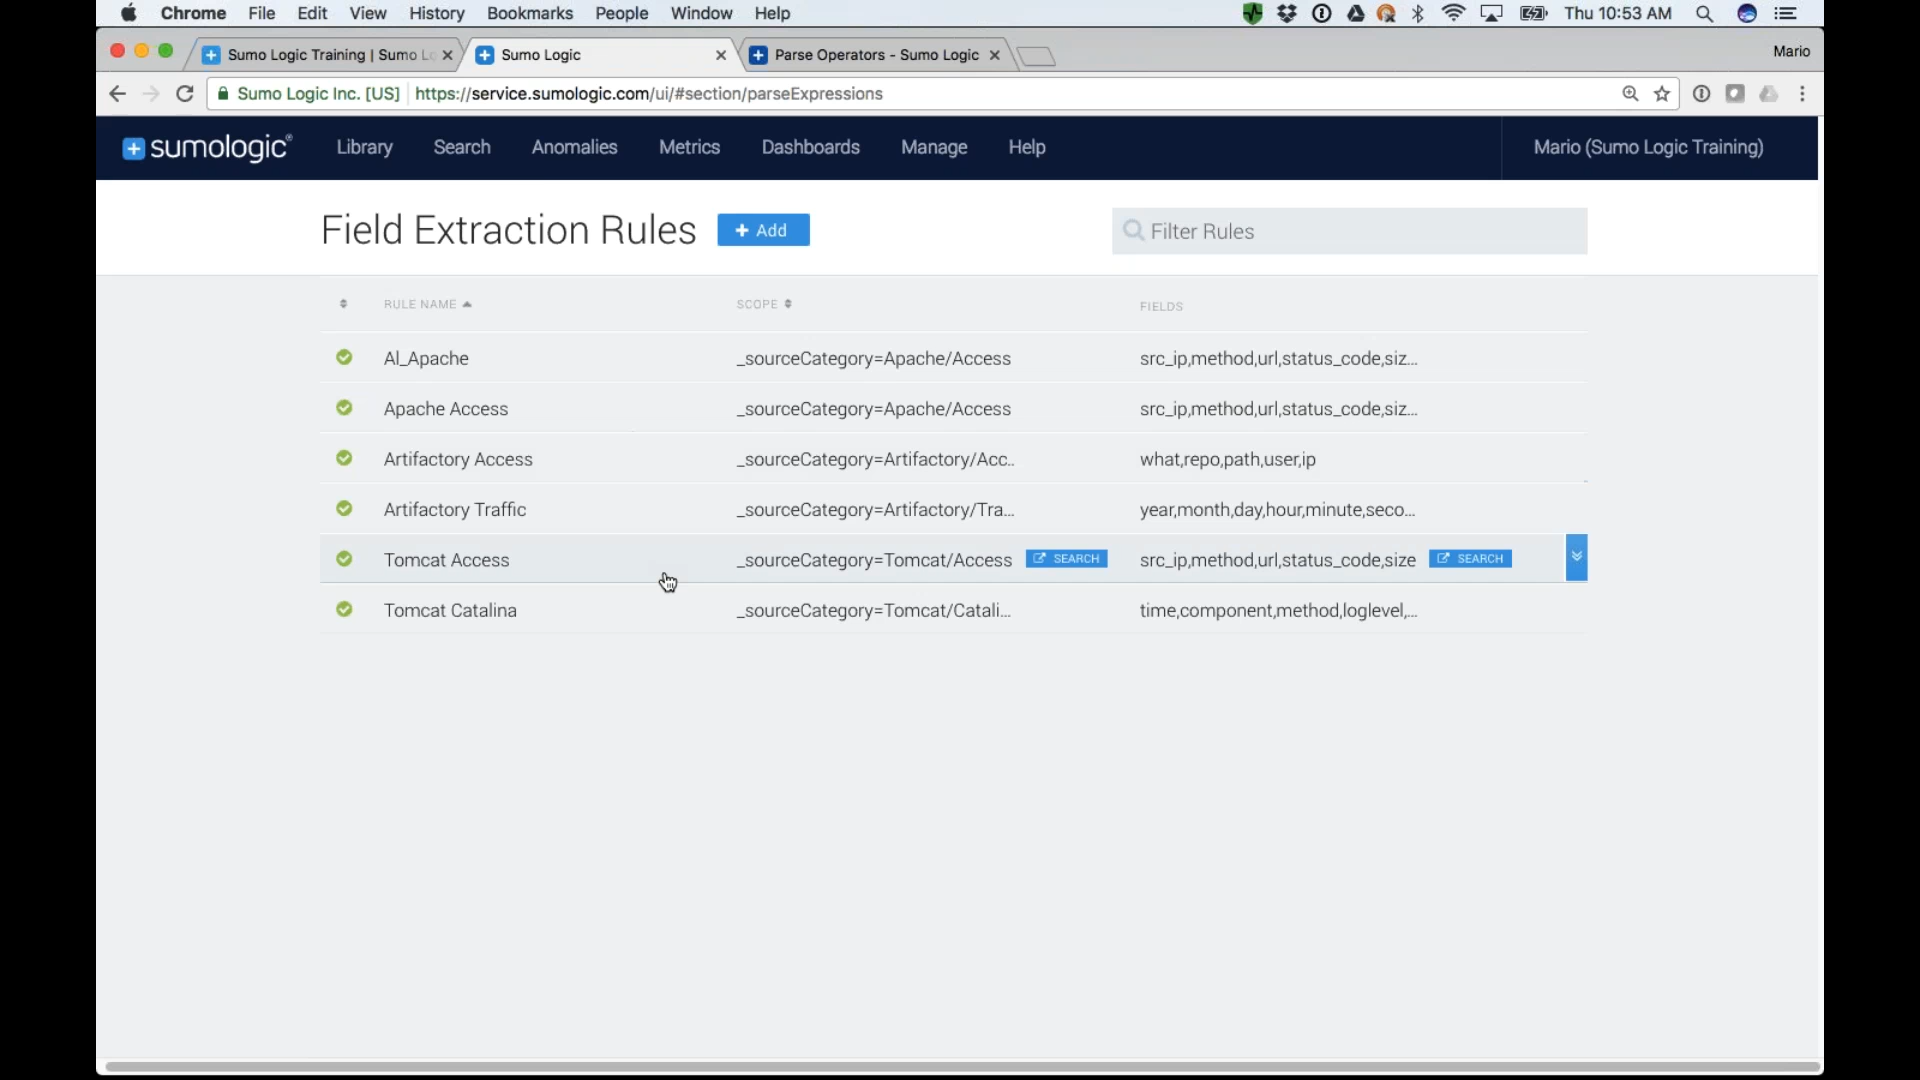 Chrome File Edit View History Bookmarks People Window Help Thu 10:53 AM
Sumo Logic Training | Sumo Lo Sumo Logic Parse Operators - Sumo Logic Mario
Sumo Logic Inc. [US] https://service.sumologic.com/ui/#section/parseExpressions
sumologic® Library Search Anomalies Metrics Dashboards Manage Help Mario (Sumo Logic Training)
Field Extraction Rules + Add Filter Rules
RULE NAME SCOPE FIELDS
Al_Apache _sourceCategory=Apache/Access src_ip,method,url,status_code,siz...
Apache Access _sourceCategory=Apache/Access src_ip,method,url,status_code,siz...
Artifactory Access _sourceCategory=Artifactory/Acc.. what,repo,path,user,ip
Artifactory Traffic _sourceCategory=Artifactory/Tra... year,month,day,hour,minute,seco...
Tomcat Access _sourceCategory=Tomcat/Access SEARCH src_ip,method,url,status_code,size SEARCH
Tomcat Catalina _sourceCategory=Tomcat/Catali... time,component,method,loglevel,...